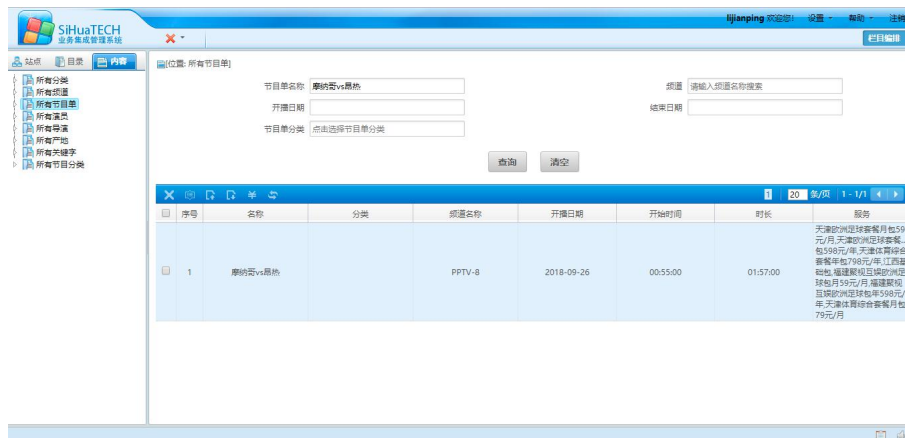 lijianping 欢迎您! 设置 帮助 注销
SiHuaTECH
业务集成管理系统
栏目编排
站点 目录 内容
[位置: 所有节目单]
所有分类
所有频道
所有节目单
所有演员
所有导演
所有产地
所有关键字
所有节目分类
节目单名称 摩纳哥vs昂热 频道 请输入频道名称搜索
开播日期 结束日期
节目单分类 点击选择节目单分类
查询 清空
1 20 条/页 1 - 1/1
序号 名称 分类 频道名称 开播日期 开始时间 时长 服务
1 摩纳哥vs昂热 PPTV-8 2018-09-26 00:55:00 01:57:00
天津欧洲足球套餐月包59
元/月,天津欧洲足球套餐...
包598元/年,天津体育综合
套餐年包798元/年,江西基
础包,福建聚视互娱欧洲足
球包月59元/月,福建聚视
互娱欧洲足球包年598元/
年,天津体育综合套餐月包
79元/月